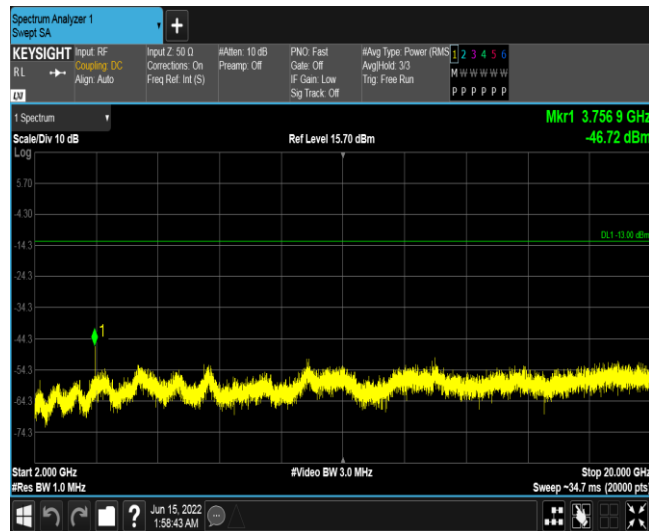 Spectrum Analyzer 1
Swept SA
+
KEYSIGHT
RL
LXI
Input: RF
Coupling: DC
Align: Auto
Input Z: 50 Ω
Corrections: On
Freq Ref: Int (S)
#Atten: 10 dB
Preamp: Off
PNO: Fast
Gate: Off
IF Gain: Low
Sig Track: Off
#Avg Type: Power (RMS
Avg|Hold: 3/3
Trig: Free Run
1 2 3 4 5 6
M W W W W W
P P P P P P
1 Spectrum
Mkr1 3.756 9 GHz
-46.72 dBm
Scale/Div 10 dB
Ref Level 15.70 dBm
Log
5.70
-4.30
DL1 -13.00 dBm
-14.3
-24.3
-34.3
1
-44.3
-54.3
-64.3
-74.3
Start 2.000 GHz
#Video BW 3.0 MHz
Stop 20.000 GHz
#Res BW 1.0 MHz
Sweep ~34.7 ms (20000 pts)
?
Jun 15, 2022
1:58:43 AM